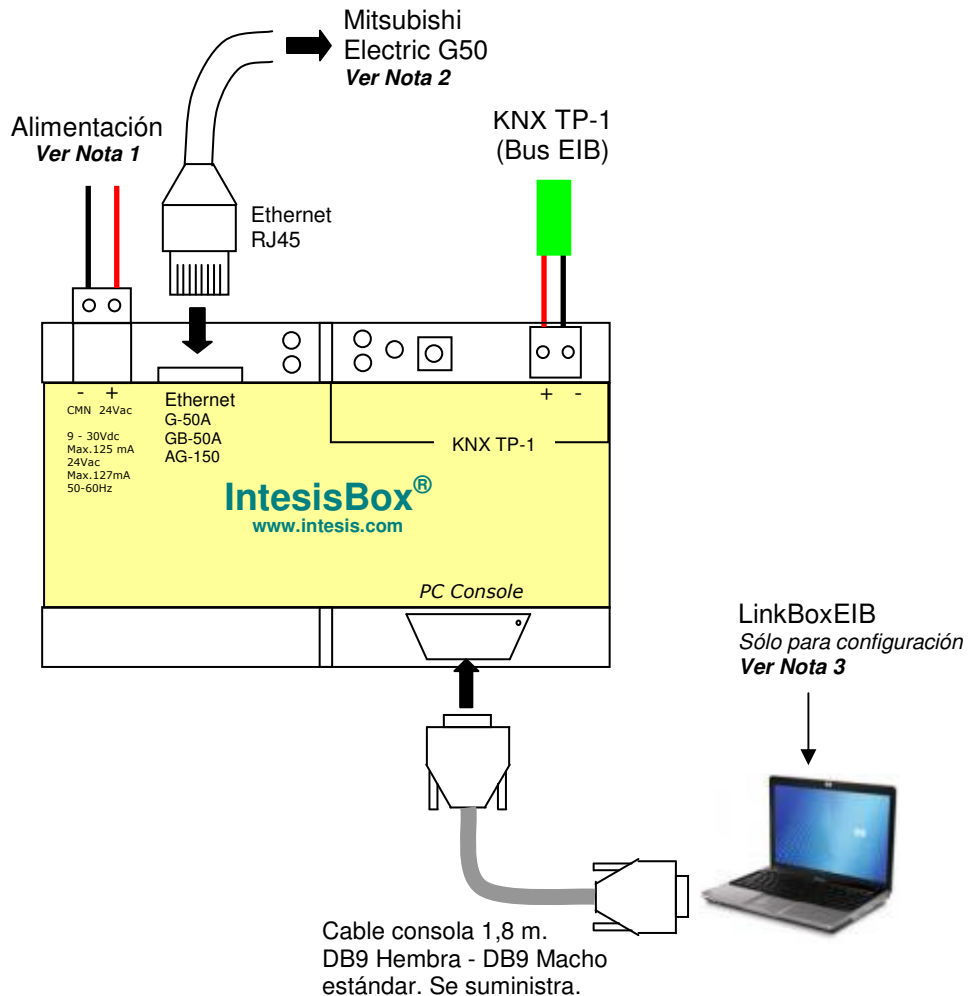 Mitsubishi
Electric G50
Ver Nota 2
Alimentación
Ver Nota 1
KNX TP-1
(Bus EIB)
Ethernet
RJ45
- +
CMN 24Vac
9 - 30Vdc
Max.125 mA
24Vac
Max.127mA
50-60Hz
Ethernet
G-50A
GB-50A
AG-150
+ -
KNX TP-1
IntesisBox®
www.intesis.com
PC Console
LinkBoxEIB
Sólo para configuración
Ver Nota 3
Cable consola 1,8 m.
DB9 Hembra - DB9 Macho
estándar. Se suministra.